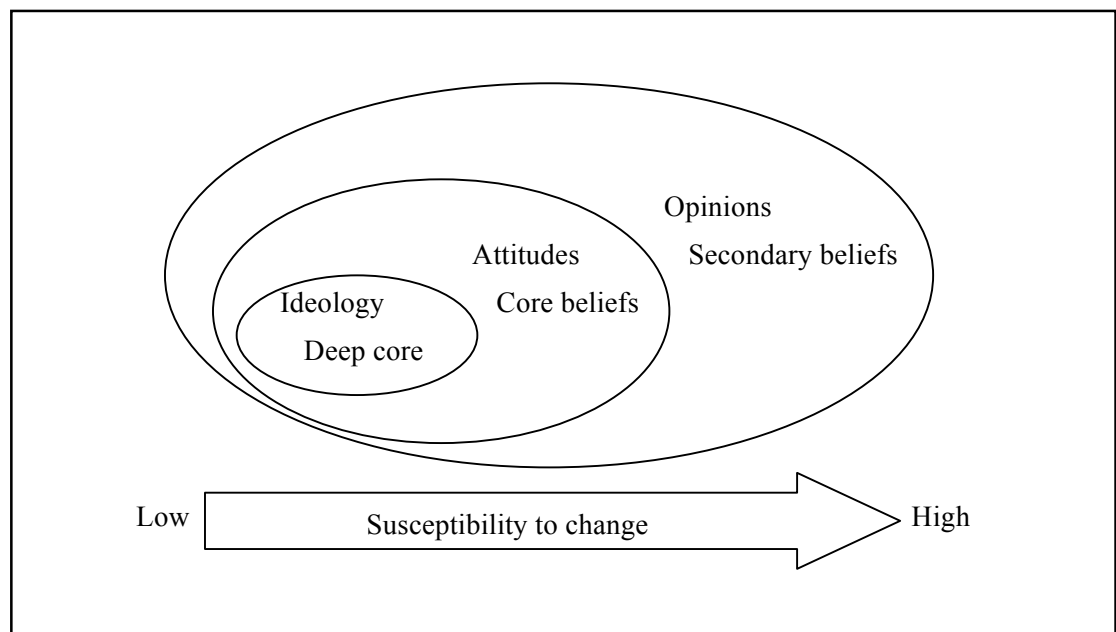 Opinions
Secondary beliefs
Attitudes
Core beliefs
Ideology
Deep core
Low
Susceptibility to change
High